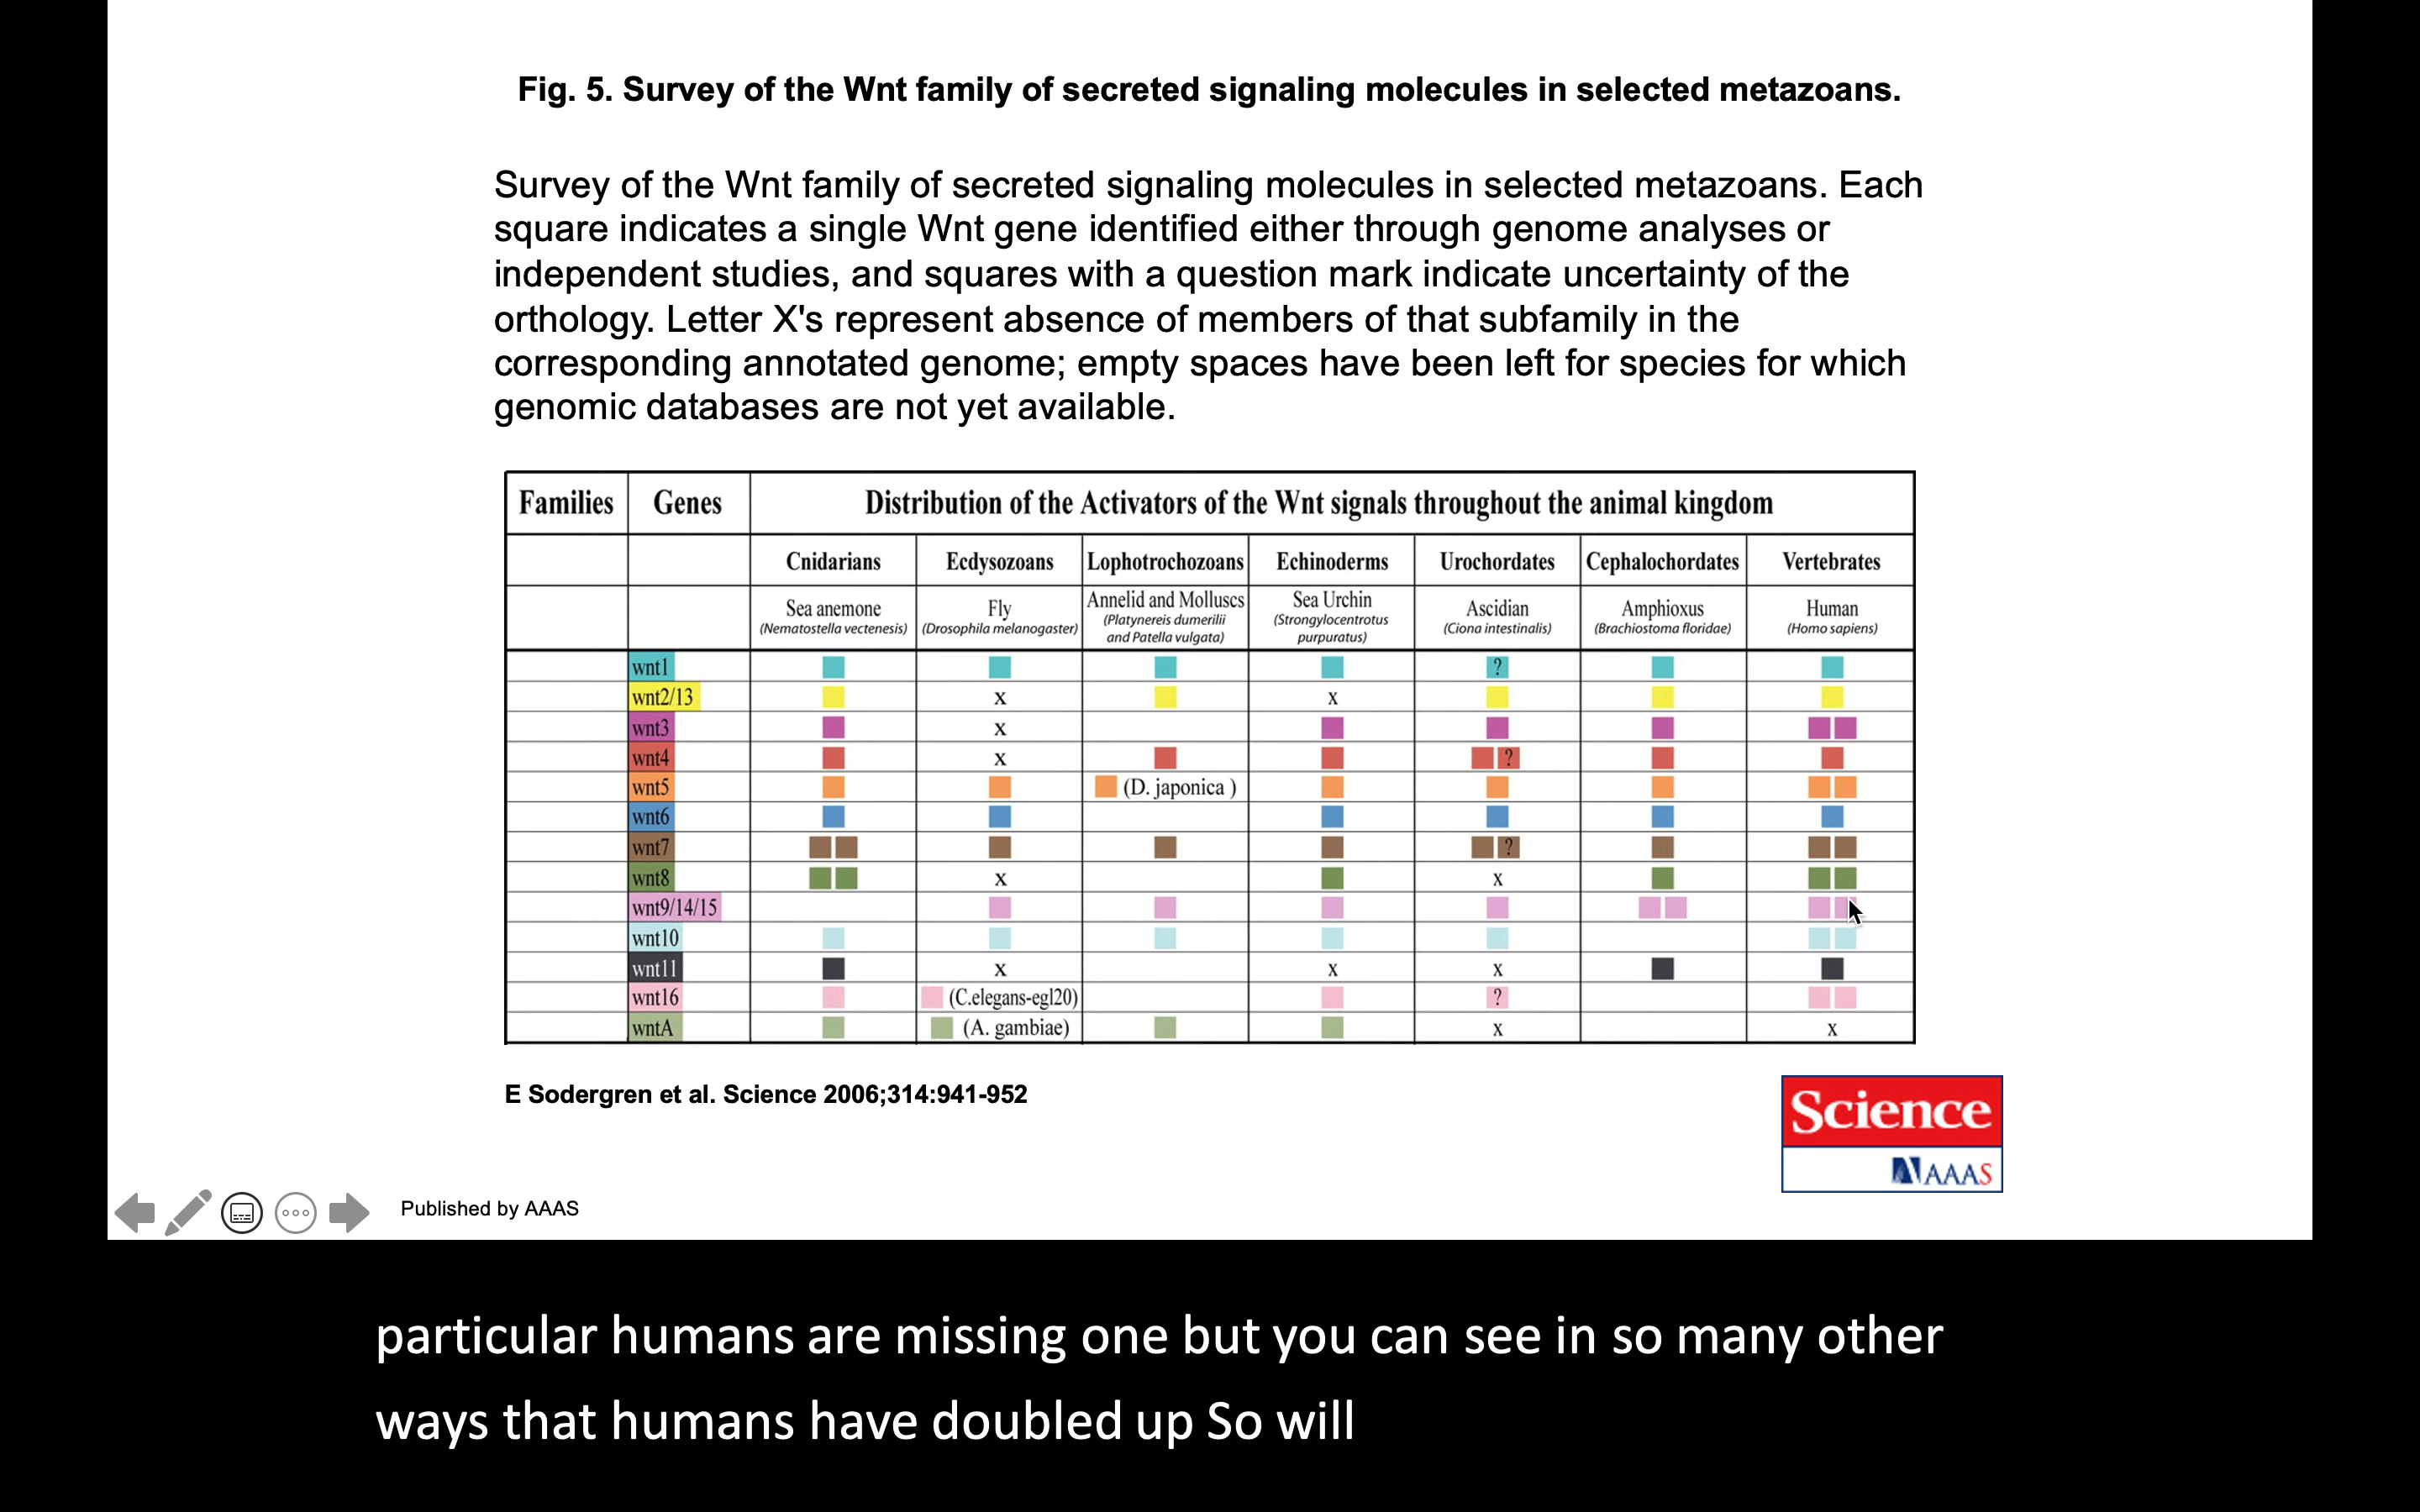 Fig. 5. Survey of the Wnt family of secreted signaling molecules in selected metazoans.
Survey of the Wnt family of secreted signaling molecules in selected metazoans. Each
square indicates a single Wnt gene identified either through genome analyses or
independent studies, and squares with a question mark indicate uncertainty of the
orthology. Letter X's represent absence of members of that subfamily in the
corresponding annotated genome; empty spaces have been left for species for which
genomic databases are not yet available.
Families Genes Distribution of the Activators of the Wnt signals throughout the animal kingdom
Cnidarians Ecdysozoans Lophotrochozoans Echinoderms Urochordates Cephalochordates Vertebrates
Sea anemone Fly Annelid and Molluscs Sea Urchin Ascidian Amphioxus Human
(Nematostella vectenesis) (Drosophila melanogaster) (Platynereis dumerilii (Strongylocentrotus (Ciona intestinalis) (Brachiostoma floridae) (Homo sapiens)
and Patella vulgata) purpuratus)
wnt1 ?
wnt2/13 x x
wnt3 x
wnt4 x ?
wnt5 (D. japonica )
wnt6
wnt7 ?
wnt8 x x
wnt9/14/15
wnt10
wnt11 x x x
wnt16 (C.elegans-egl20) ?
wntA (A. gambiae) x x
E Sodergren et al. Science 2006;314:941-952
Science
AAAS
Published by AAAS
particular humans are missing one but you can see in so many other
ways that humans have doubled up So will